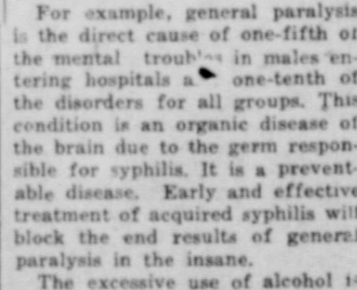 For example, general paralysis
is the direct cause of one-fifth of
the mental troubles in males en-
tering hospitals a one-tenth of
the disorders for all groups. This
condition is an organic disease of
the brain due to the germ respon-
sible for syphilis. It is a prevent-
able disease. Early and effective
treatment of acquired syphilis will
block the end results of general
paralysis in the insane.
The excessive use of alcohol